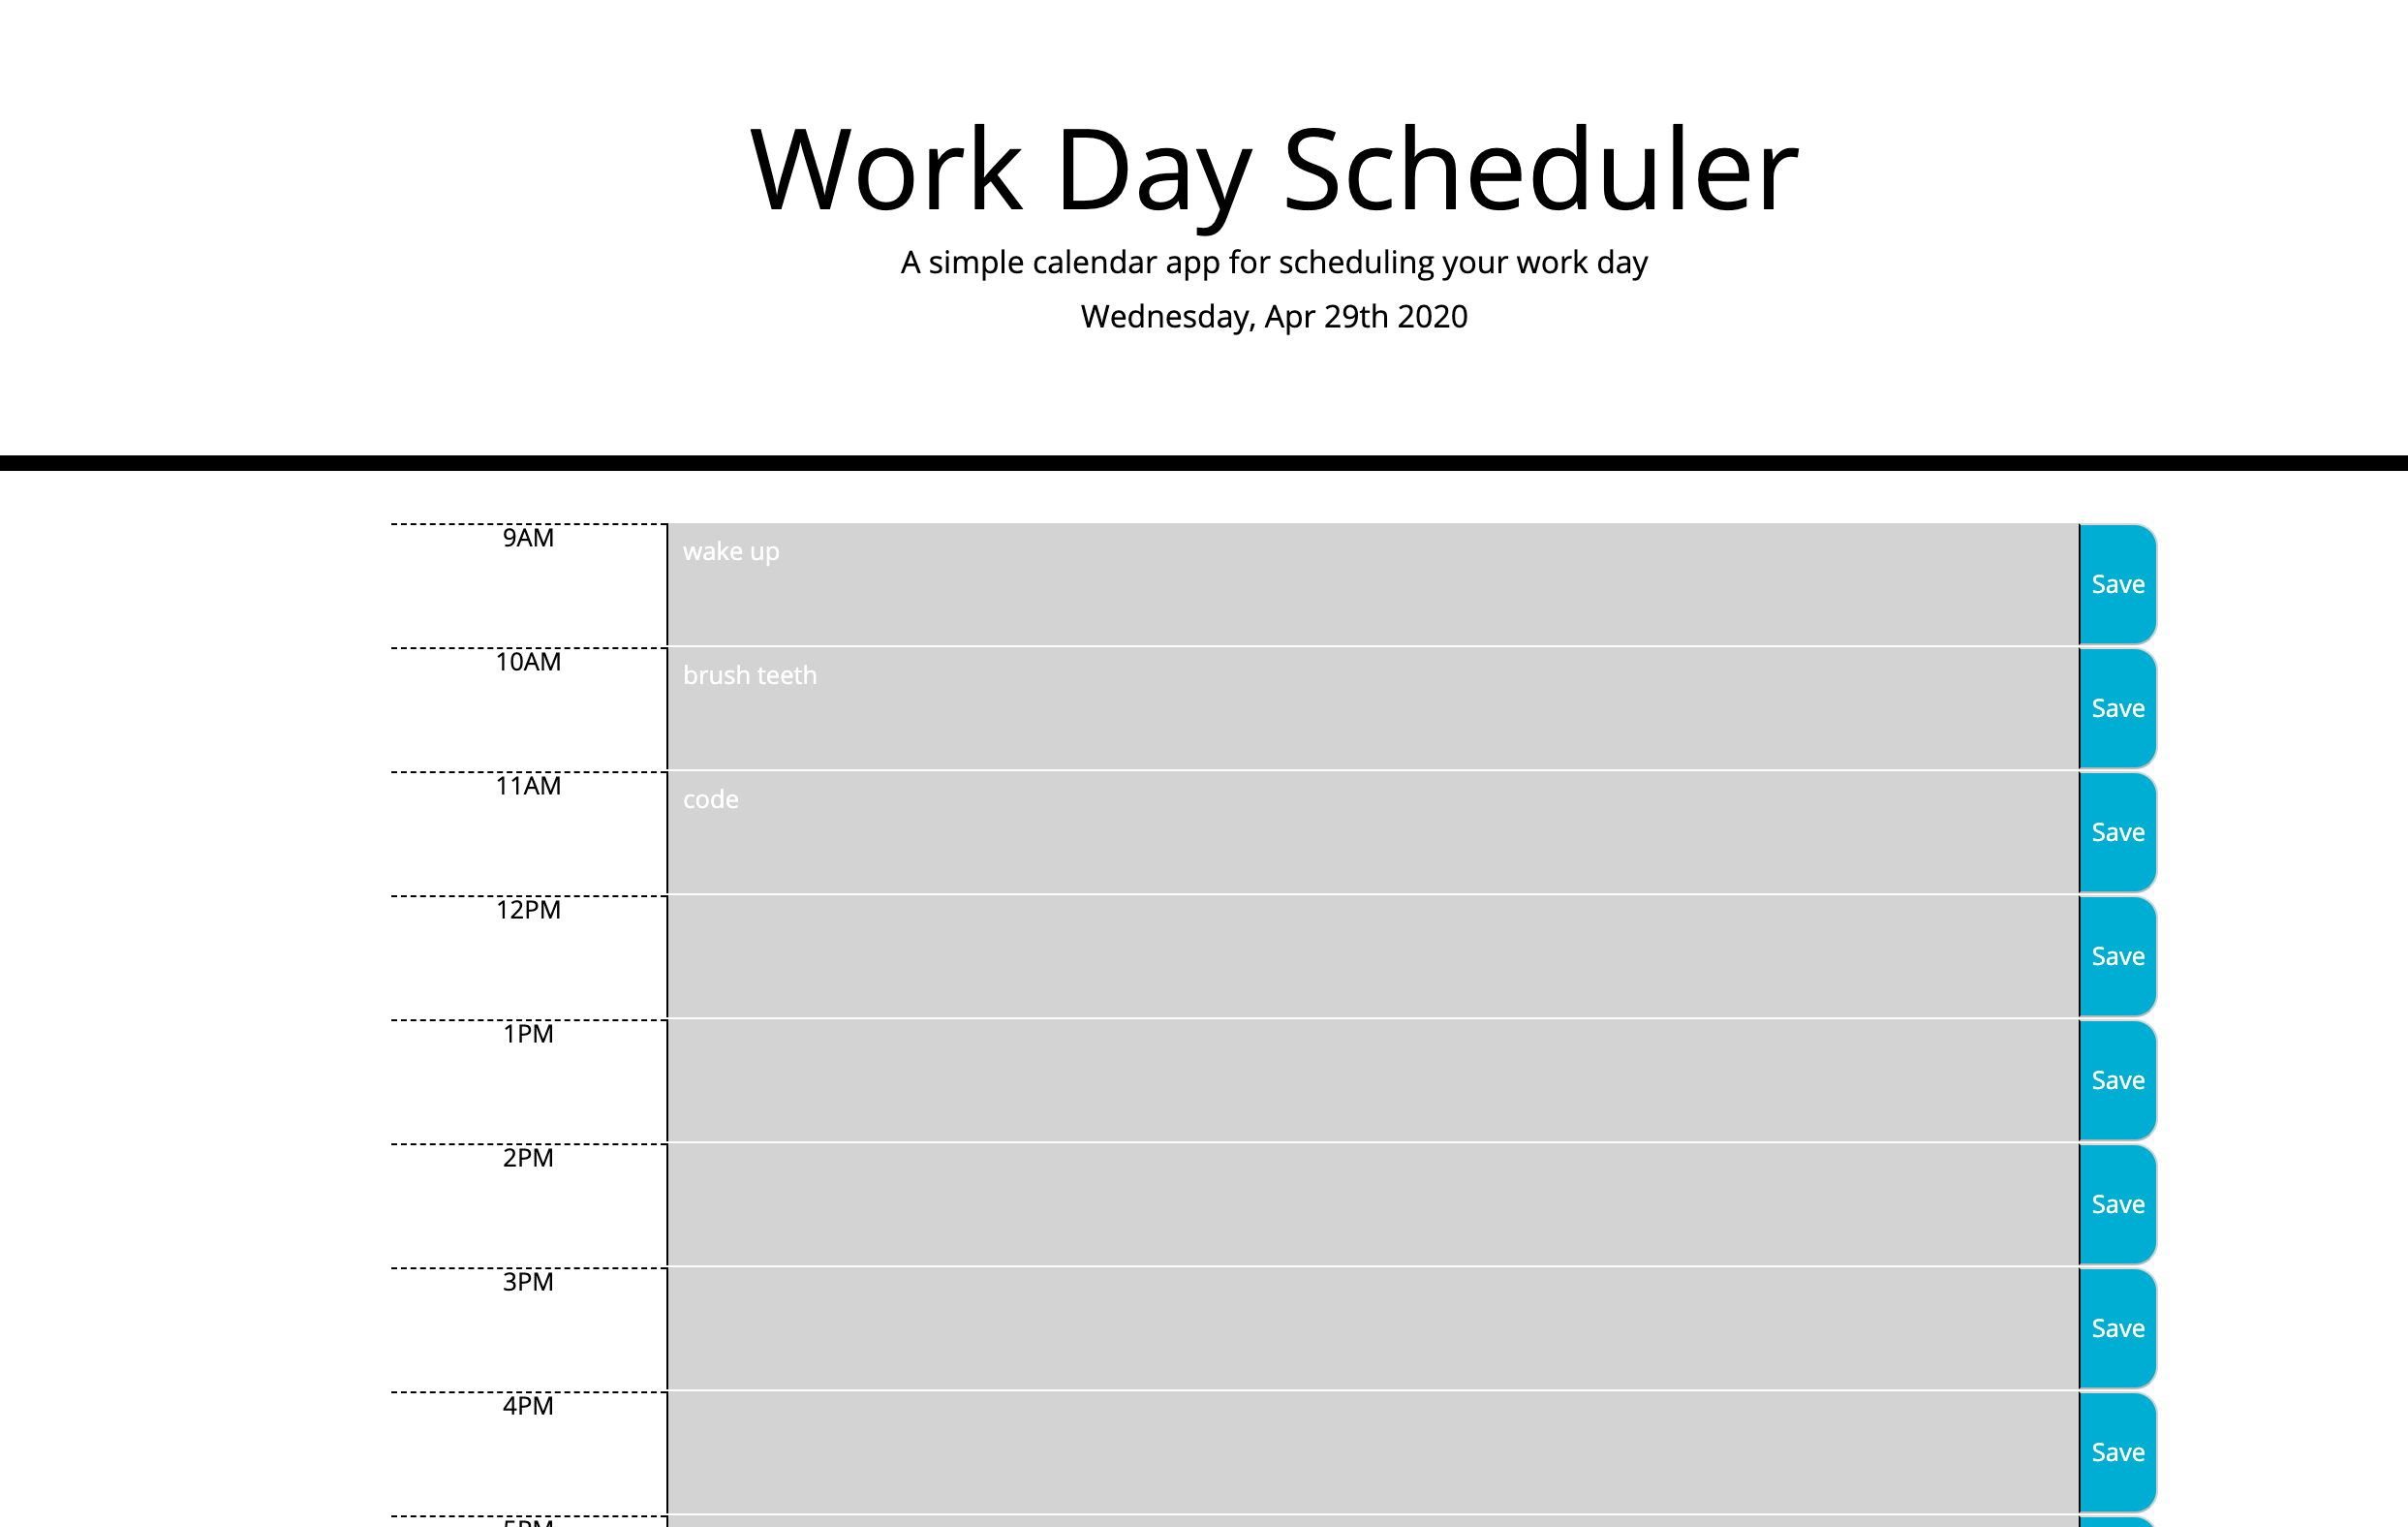 Work Day Scheduler
A simple calendar app for scheduling your work day
Wednesday, Apr 29th 2020
9AM
wake up
Save
10AM
brush teeth
Save
11AM
code
Save
12PM
Save
1PM
Save
2PM
Save
3PM
Save
4PM
Save
5PM